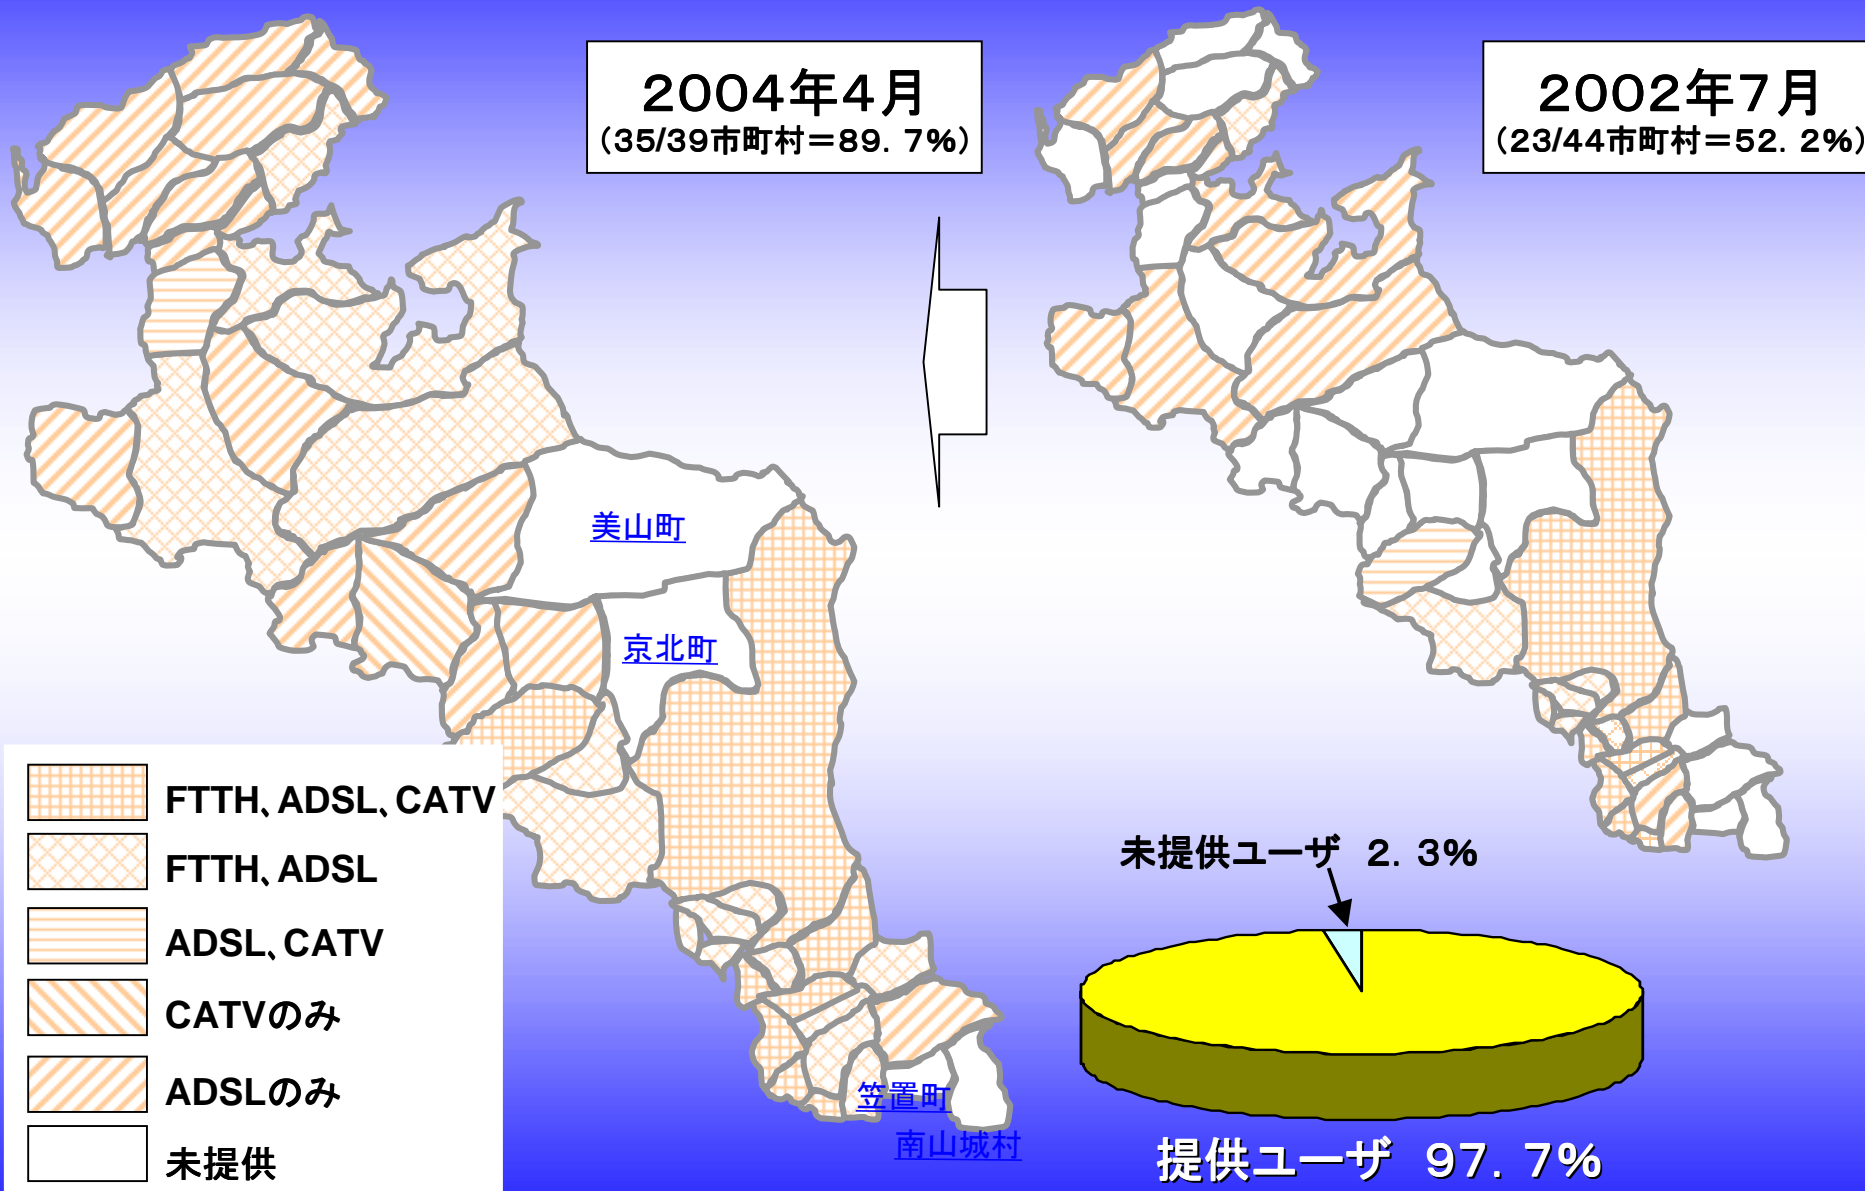 2004年4月
（35/39市町村＝89．7%）
2002年7月
（23/44市町村＝52．2%）
美山町
京北町
笠置町
南山城村
FTTH、ADSL、CATV
FTTH、ADSL
ADSL、CATV
CATVのみ
ADSLのみ
未提供
未提供ユーザ　2．3%
提供ユーザ　97．7%